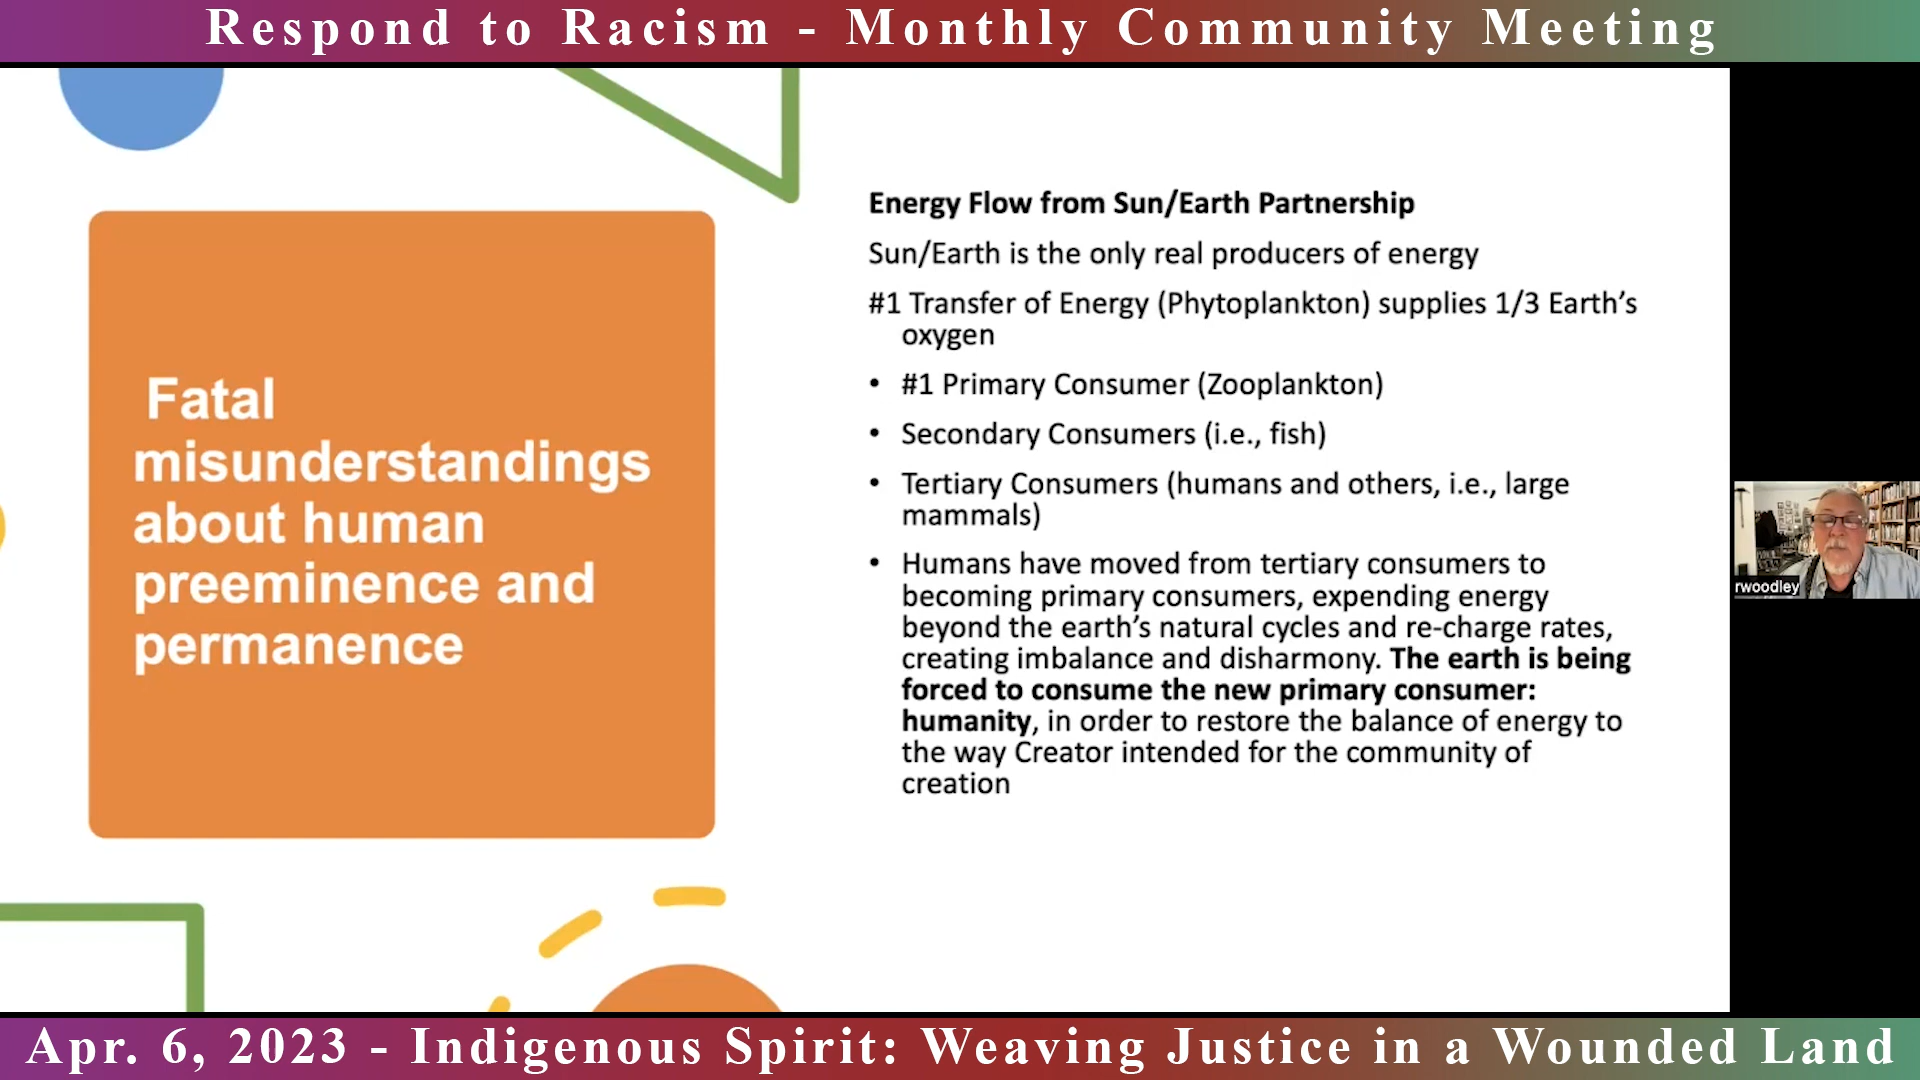 Respond to Racism - Monthly Community Meeting
Fatal
misunderstandings
about human
preeminence and
permanence
Energy Flow from Sun/Earth Partnership
Sun/Earth is the only real producers of energy
#1 Transfer of Energy (Phytoplankton) supplies 1/3 Earth's
oxygen
• #1 Primary Consumer (Zooplankton)
• Secondary Consumers (i.e., fish)
• Tertiary Consumers (humans and others, i.e., large
mammals)
• Humans have moved from tertiary consumers to
becoming primary consumers, expending energy
beyond the earth's natural cycles and re-charge rates,
creating imbalance and disharmony. The earth is being
forced to consume the new primary consumer:
humanity, in order to restore the balance of energy to
the way Creator intended for the community of
creation
rwoodley
Apr. 6, 2023 - Indigenous Spirit: Weaving Justice in a Wounded Land